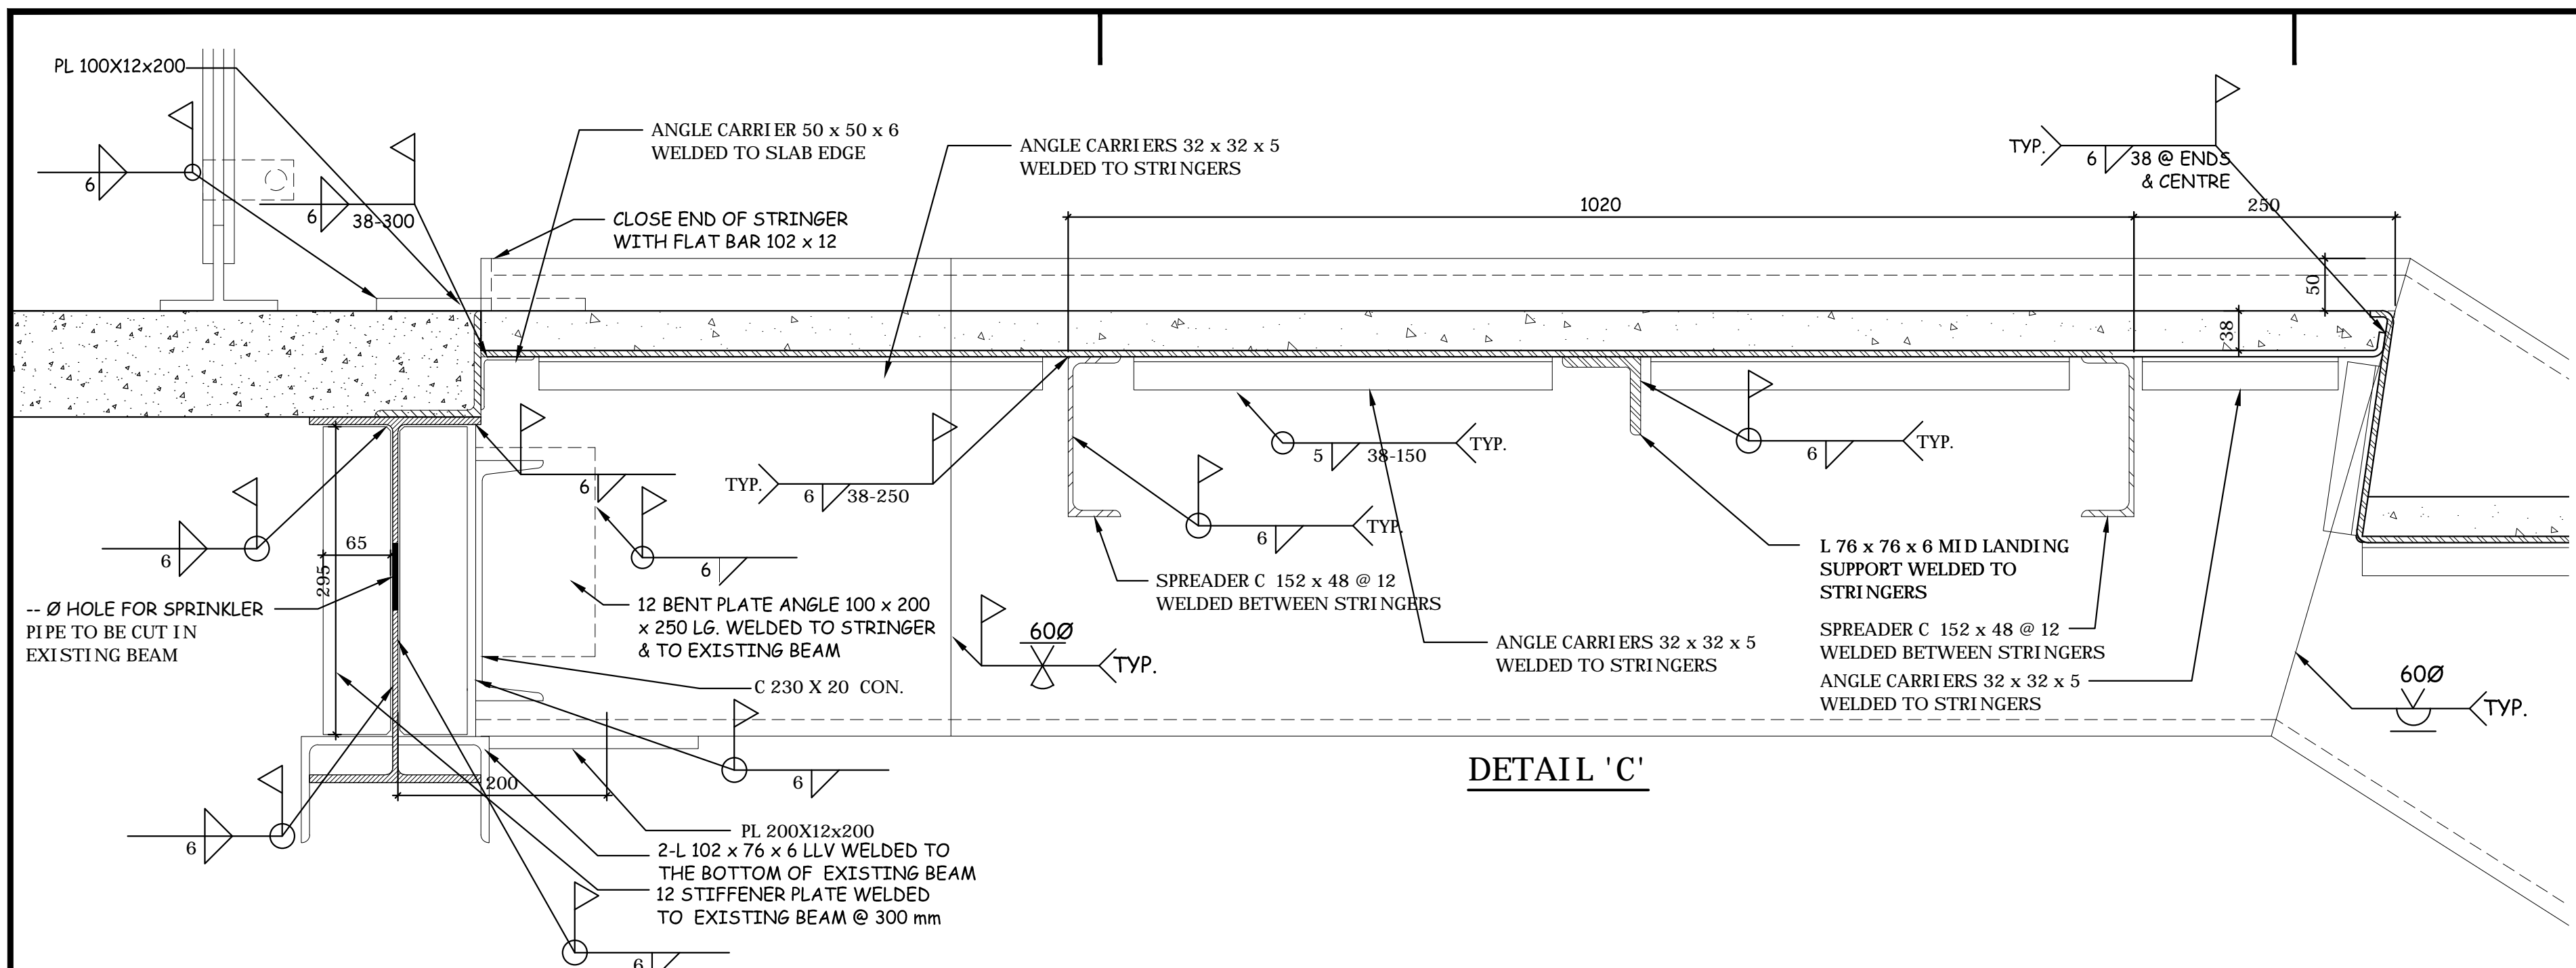 PL 100X12x200
6
6
38-300
ANGLE CARRIER 50 x 50 x 6
WELDED TO SLAB EDGE
CLOSE END OF STRINGER
WITH FLAT BAR 102 x 12
ANGLE CARRIERS 32 x 32 x 5
WELDED TO STRINGERS
TYP.
6
38 @ ENDS
& CENTRE
1020
250
50
38
6
TYP.
6
38-250
5
38-150
TYP.
6
TYP.
6
TYP.
6
65
295
6
-- Ø HOLE FOR SPRINKLER
PIPE TO BE CUT IN
EXISTING BEAM
12 BENT PLATE ANGLE 100 x 200
x 250 LG. WELDED TO STRINGER
& TO EXISTING BEAM
C 230 X 20 CON.
60Ø
TYP.
SPREADER C 152 x 48 @ 12
WELDED BETWEEN STRINGERS
ANGLE CARRIERS 32 x 32 x 5
WELDED TO STRINGERS
L 76 x 76 x 6 MID LANDING
SUPPORT WELDED TO
STRINGERS
SPREADER C 152 x 48 @ 12
WELDED BETWEEN STRINGERS
ANGLE CARRIERS 32 x 32 x 5
WELDED TO STRINGERS
60Ø
TYP.
6
200
6
DETAIL 'C'
PL 200X12x200
2-L 102 x 76 x 6 LLV WELDED TO
THE BOTTOM OF EXISTING BEAM
12 STIFFENER PLATE WELDED
TO EXISTING BEAM @ 300 mm
6